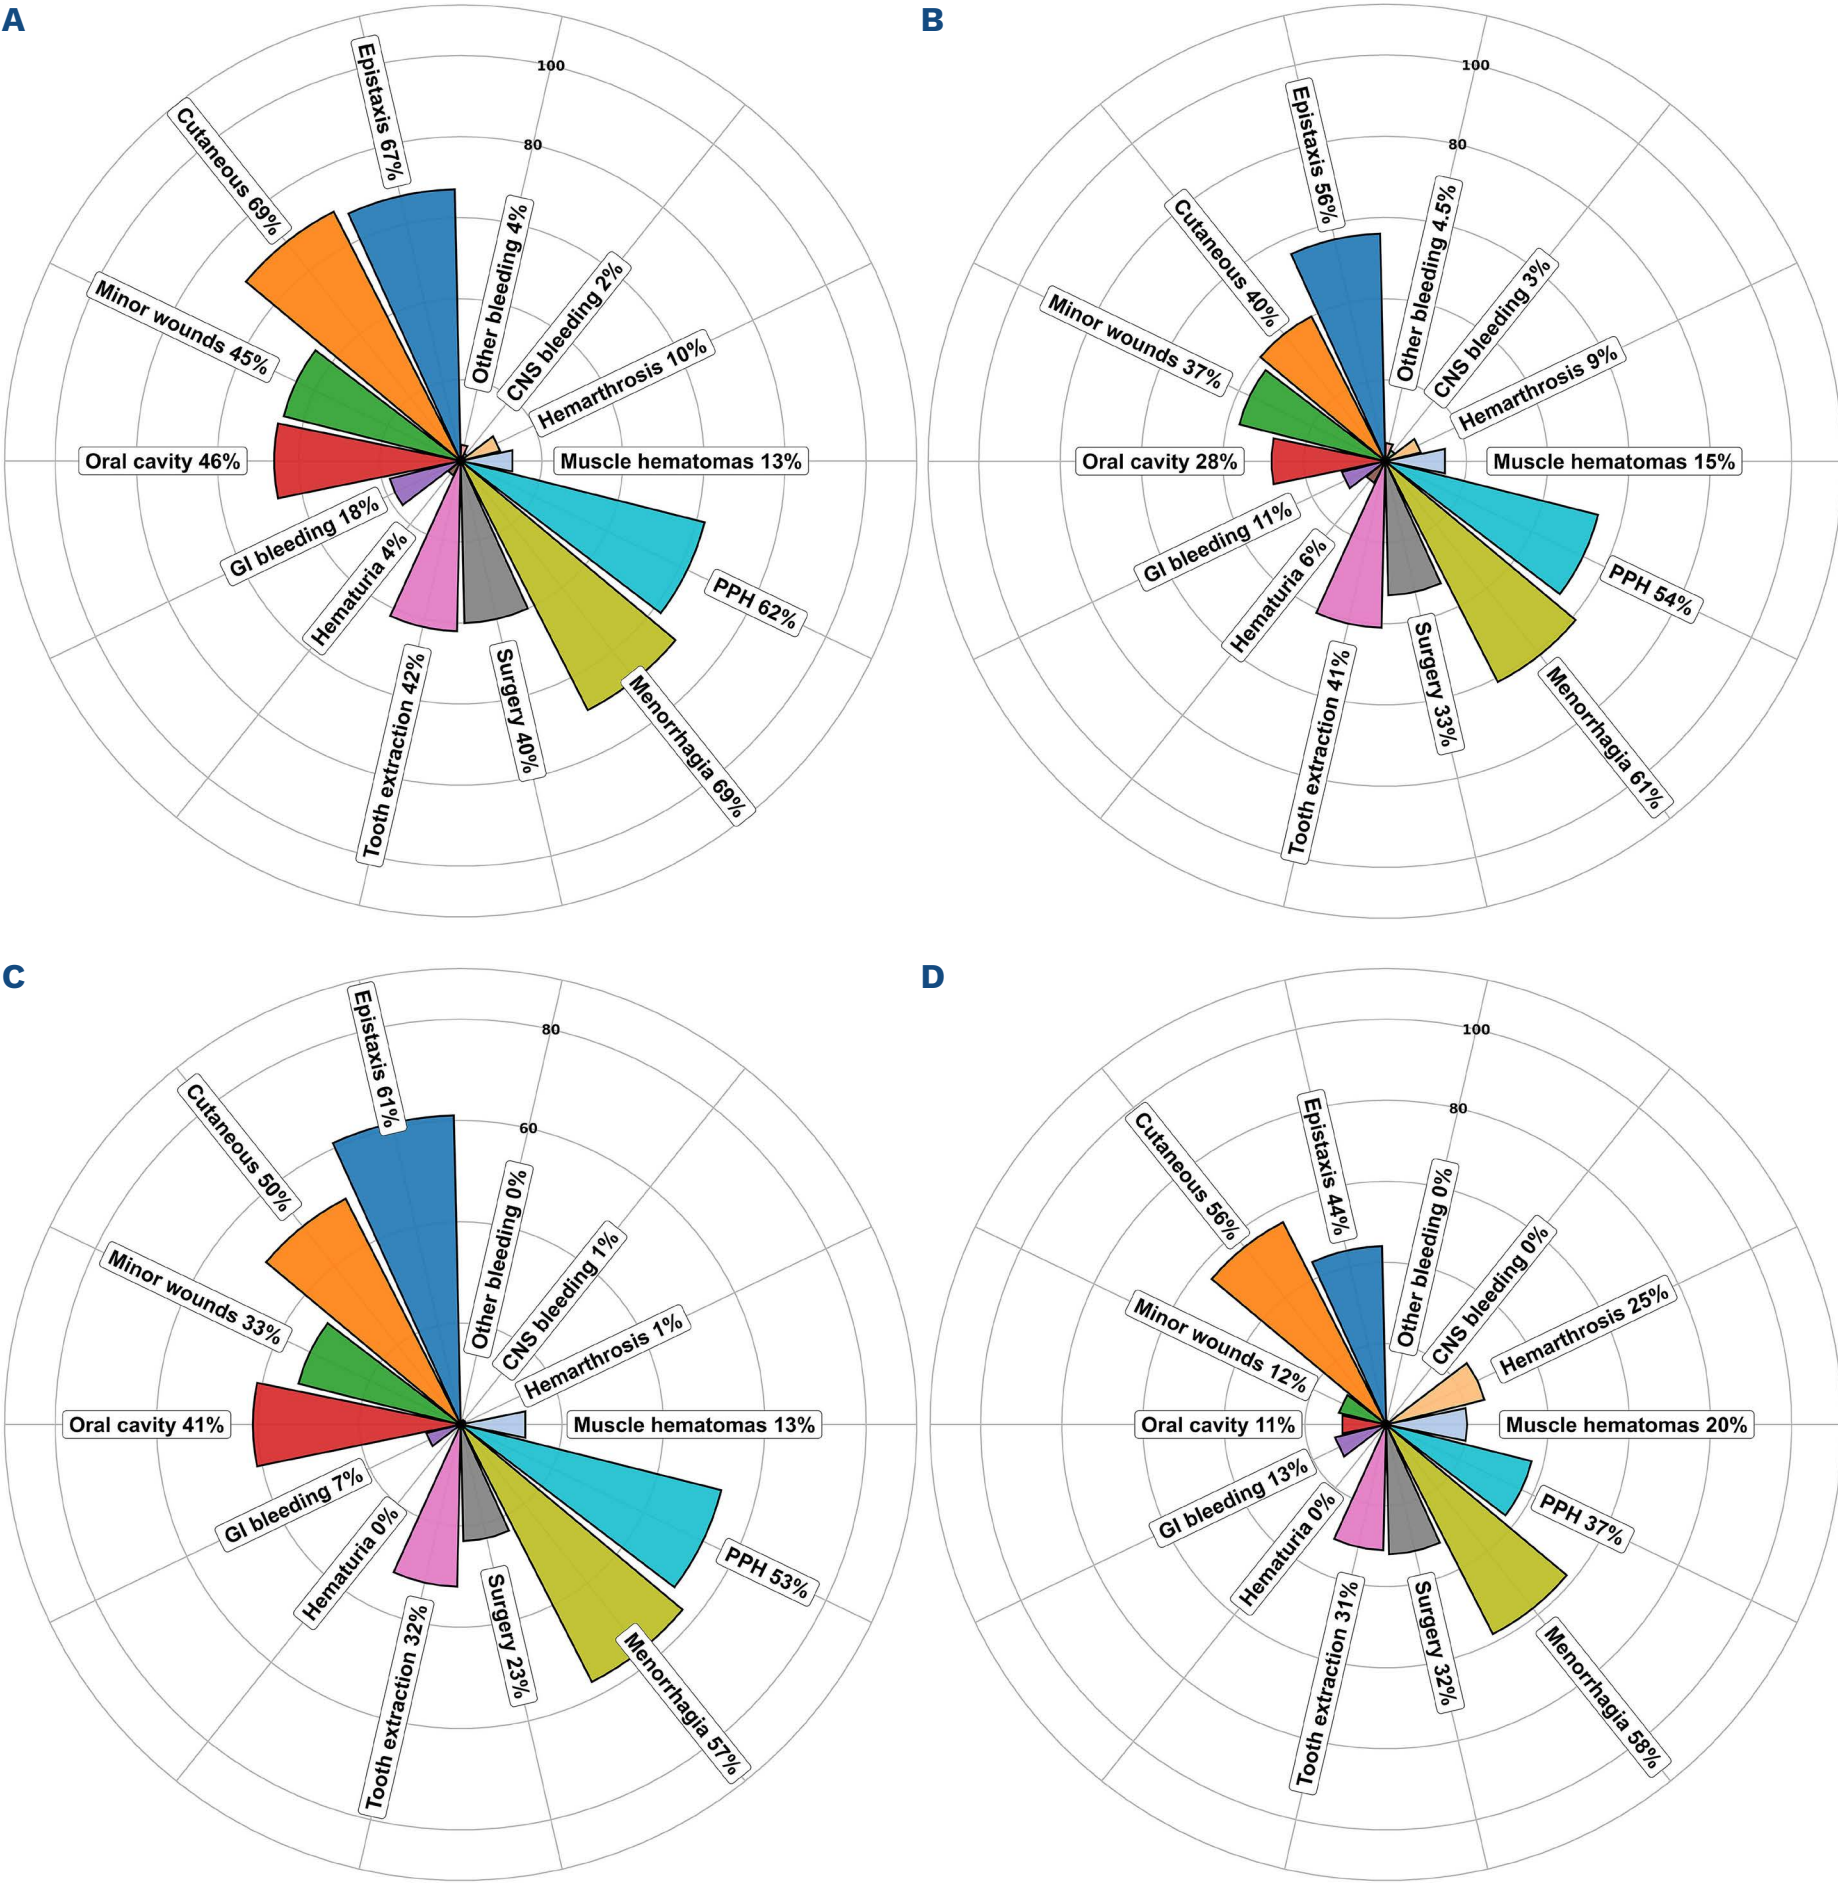 A
100
80
Epistaxis 67%
Cutaneous 69%
Minor wounds 45%
Oral cavity 46%
GI bleeding 18%
Hematuria 4%
Tooth extraction 42%
Surgery 40%
Menorrhagia 69%
PPH 62%
Muscle hematomas 13%
Hemarthrosis 10%
CNS bleeding 2%
Other bleeding 4%
B
100
80
Epistaxis 56%
Cutaneous 40%
Minor wounds 37%
Oral cavity 28%
GI bleeding 11%
Hematuria 6%
Tooth extraction 41%
Surgery 33%
Menorrhagia 61%
PPH 54%
Muscle hematomas 15%
Hemarthrosis 9%
CNS bleeding 3%
Other bleeding 4.5%
C
80
60
Epistaxis 61%
Cutaneous 50%
Minor wounds 33%
Oral cavity 41%
GI bleeding 7%
Hematuria 0%
Tooth extraction 32%
Surgery 23%
Menorrhagia 57%
PPH 53%
Muscle hematomas 13%
Hemarthrosis 1%
CNS bleeding 1%
Other bleeding 0%
D
100
80
Epistaxis 44%
Cutaneous 56%
Minor wounds 12%
Oral cavity 11%
GI bleeding 13%
Hematuria 0%
Tooth extraction 31%
Surgery 32%
Menorrhagia 58%
PPH 37%
Muscle hematomas 20%
Hemarthrosis 25%
CNS bleeding 0%
Other bleeding 0%